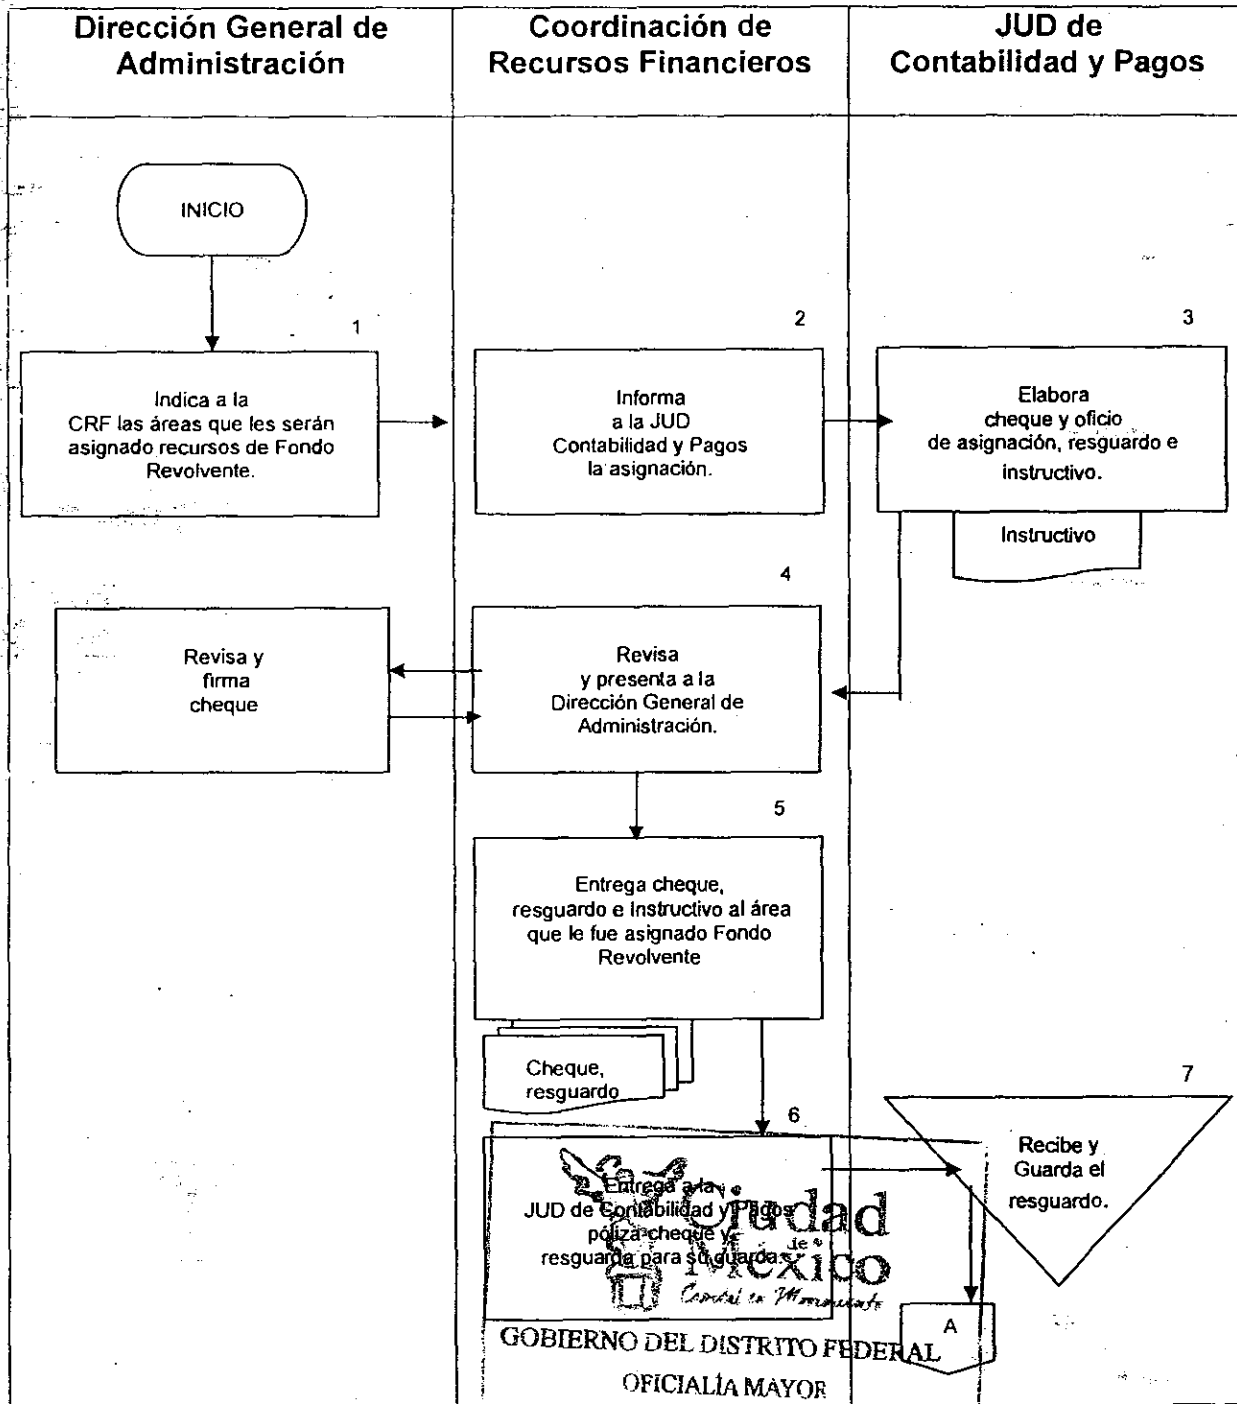 Dirección General de
Administración
Coordinación de
Recursos Financieros
JUD de
Contabilidad y Pagos
INICIO
1
Indica a la
CRF las áreas que les serán
asignado recursos de Fondo
Revolvente.
2
Informa
a la JUD
Contabilidad y Pagos
la asignación.
3
Elabora
cheque y oficio
de asignación, resguardo e
instructivo.
Instructivo
4
Revisa
y presenta a la
Dirección General de
Administración.
Revisa y
firma
cheque
5
Entrega cheque,
resguardo e Instructivo al área
que le fue asignado Fondo
Revolvente
Cheque,
resguardo
6
Entrega a la
JUD de Contabilidad y Pagos
póliza cheque y
resguarda para su guarda.
7
Recibe y
Guarda el
resguardo.
A
Ciudad
de
México
Capital en Movimiento
GOBIERNO DEL DISTRITO FEDERAL
OFICIALÍA MAYOR